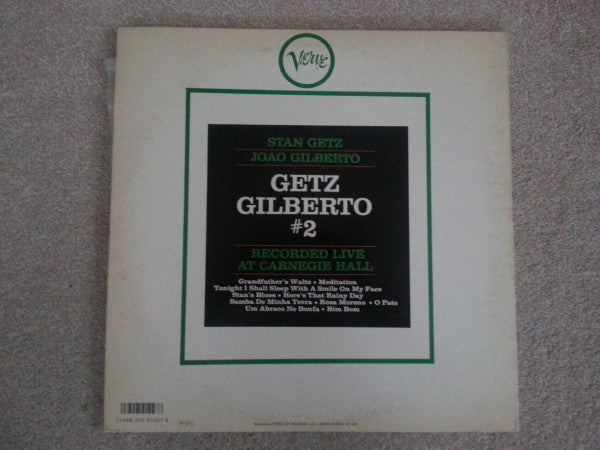 Verve
STAN GETZ
JOAO GILBERTO
GETZ
GILBERTO
#2
RECORDED LIVE
AT CARNEGIE HALL
Grandfather's Waltz • Meditation
Tonight I Shall Sleep With A Smile On My Face
Stan's Blues • Here's That Rainy Day
Samba De Minha Terra • Rosa Moreno • O Pato
Um Abraco No Bonfa • Bim Bom